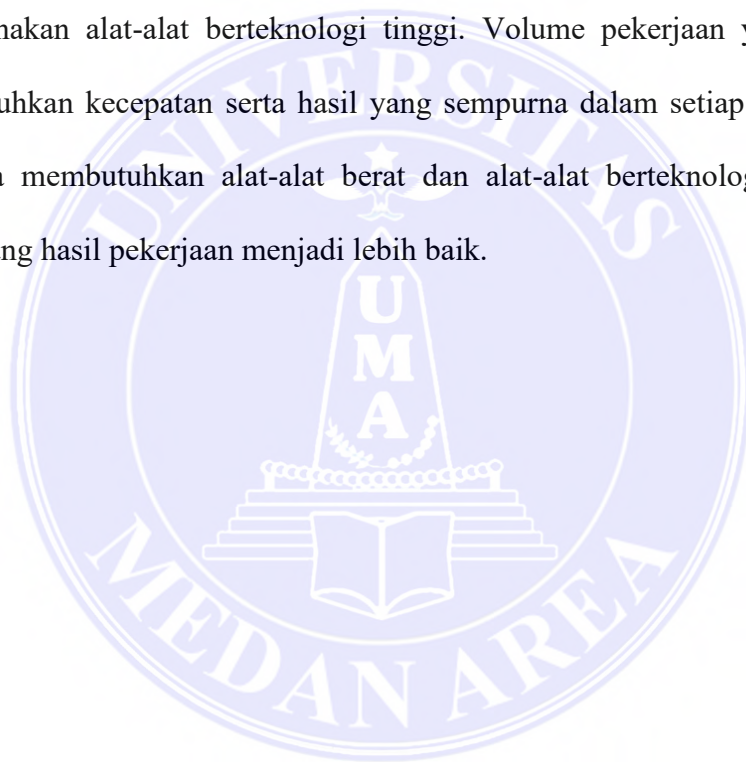 nakan alat-alat berteknologi tinggi. Volume pekerjaan y
uhkan kecepatan serta hasil yang sempurna dalam setiap
a membutuhkan alat-alat berat dan alat-alat berteknolog
ng hasil pekerjaan menjadi lebih baik.
UNIVERSITAS
U
M
A
MEDAN AREA